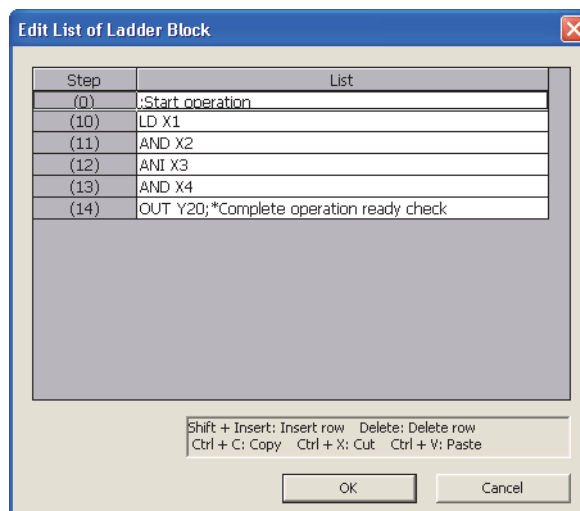 Edit List of Ladder Block
Step List
(0) ;Start operation
(10) LD X1
(11) AND X2
(12) ANI X3
(13) AND X4
(14) OUT Y20;*Complete operation ready check
Shift + Insert: Insert row Delete: Delete row
Ctrl + C: Copy Ctrl + X: Cut Ctrl + V: Paste
OK Cancel